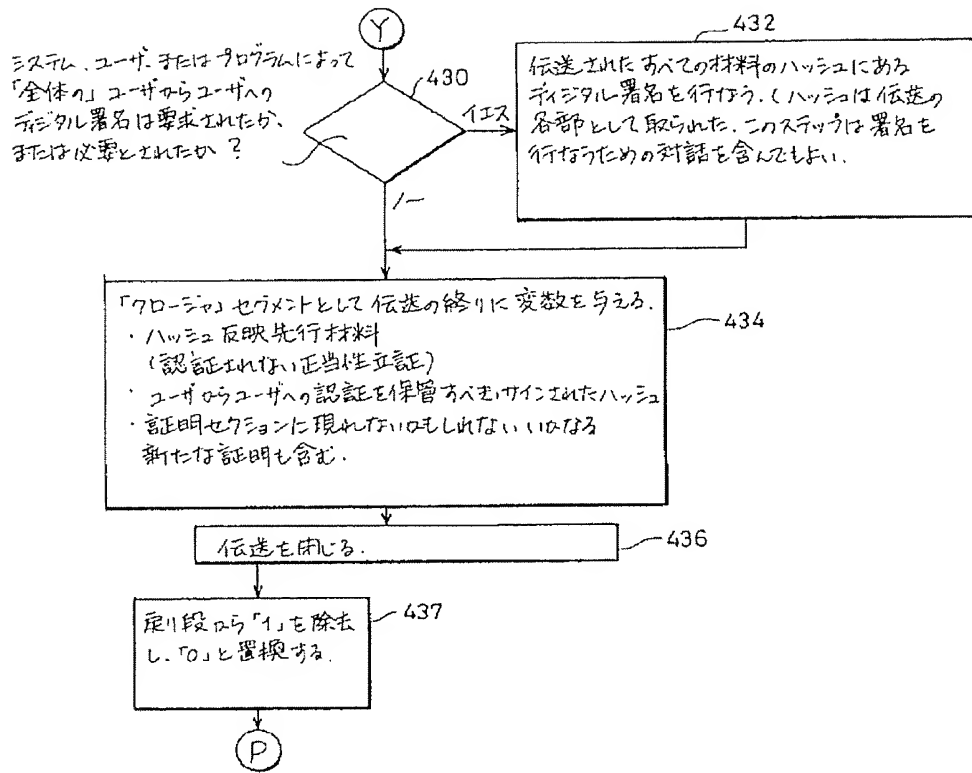 Y
システム、ユーザ、またはプログラムによって
「全体の」ユーザからユーザへの
ディジタル署名は要求されたか、
または必要とされたか?
430
イエス
ノー
432
伝送されたすべての材料のハッシュにある
ディジタル署名を行なう.(ハッシュは伝送の
各部として取られた.このステップは署名を
行なうための対話を含んでもよい.
「クロージャ」セグメントとして伝送の終りに変数を与える.
・ハッシュ反映先行材料
(認証されない正当性立証)
・ユーザからユーザへの認証を保管すべきサインされたハッシュ
・証明セクションに現れないかもしれないいかなる
新たな証明も含む.
434
伝送を閉じる.
436
戻り段から「1」を除去
し、「0」と置換する.
437
P